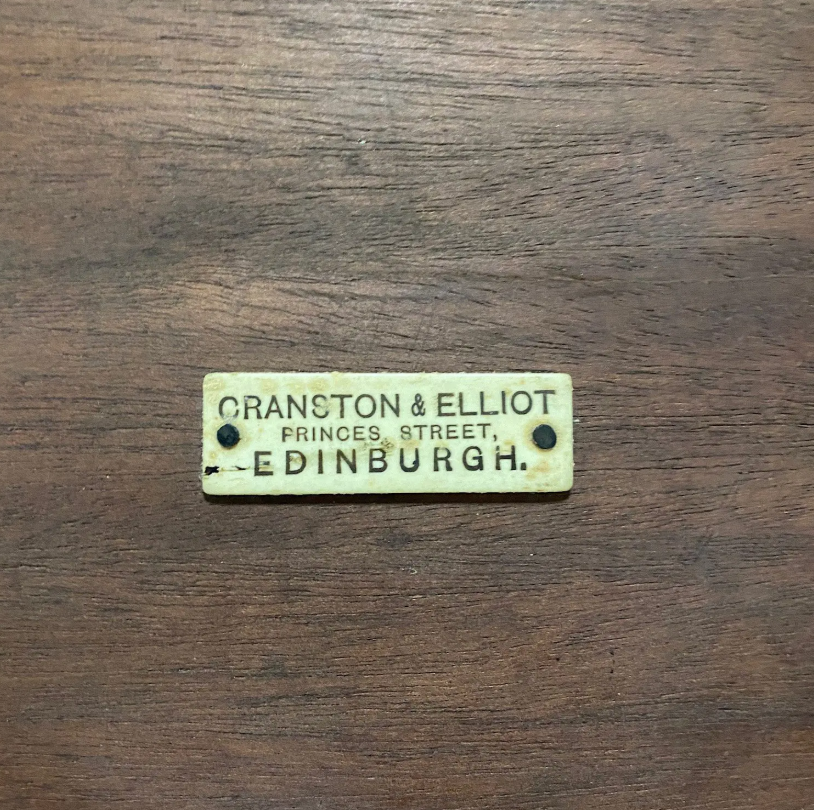 CRANSTON & ELLIOT
PRINCES STREET,
EDINBURGH.